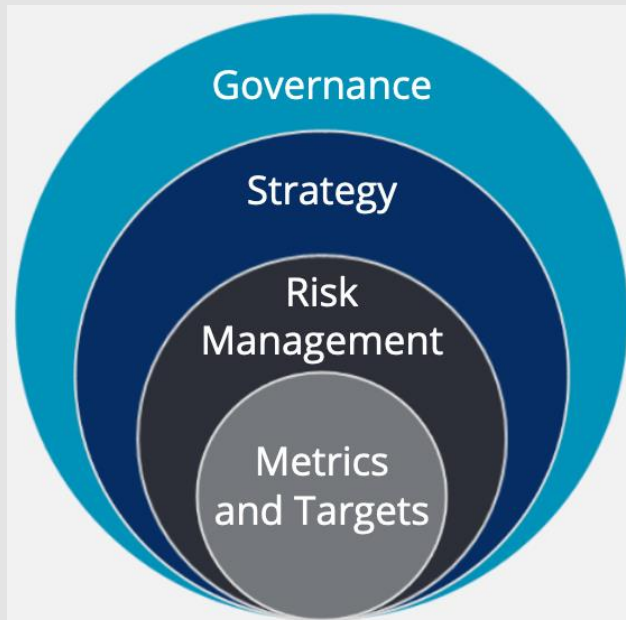 Governance
Strategy
Risk
Management
Metrics
and Targets